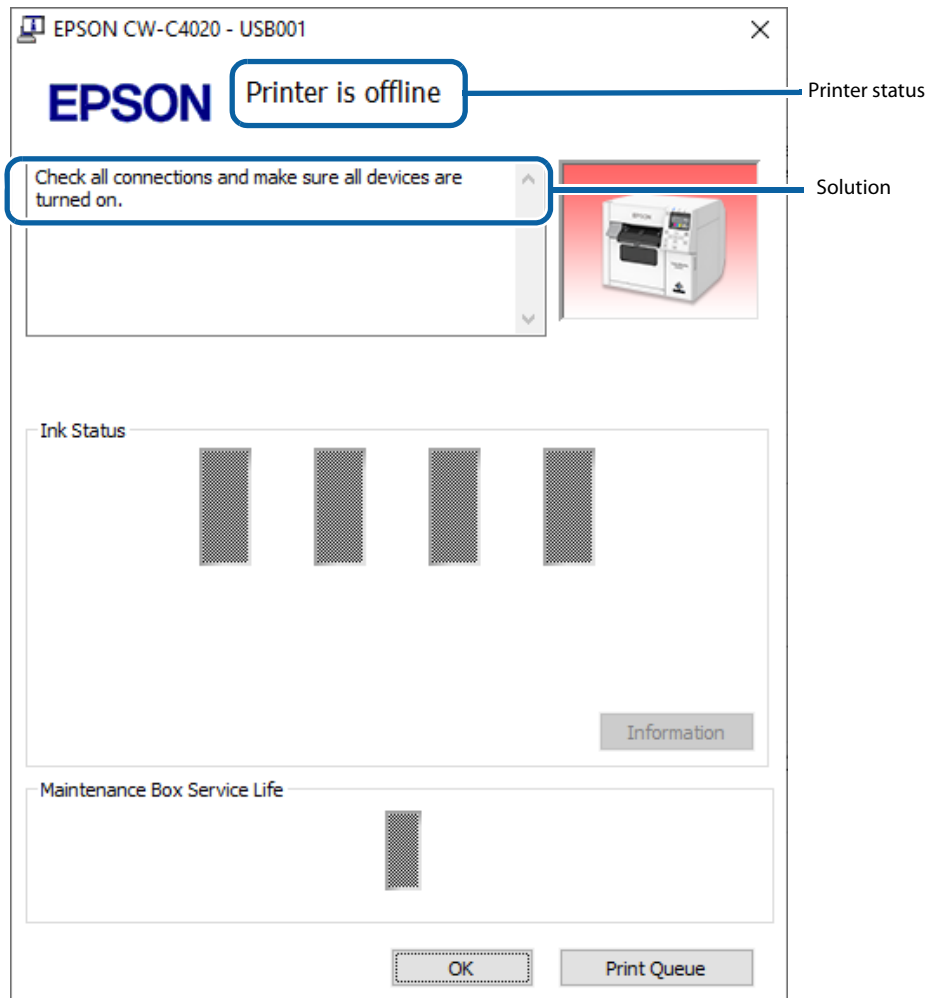 EPSON CW-C4020 - USB001
EPSON
Printer is offline
Printer status
Check all connections and make sure all devices are
turned on.
Solution
EPSON
Ink Status
Information
Maintenance Box Service Life
OK
Print Queue